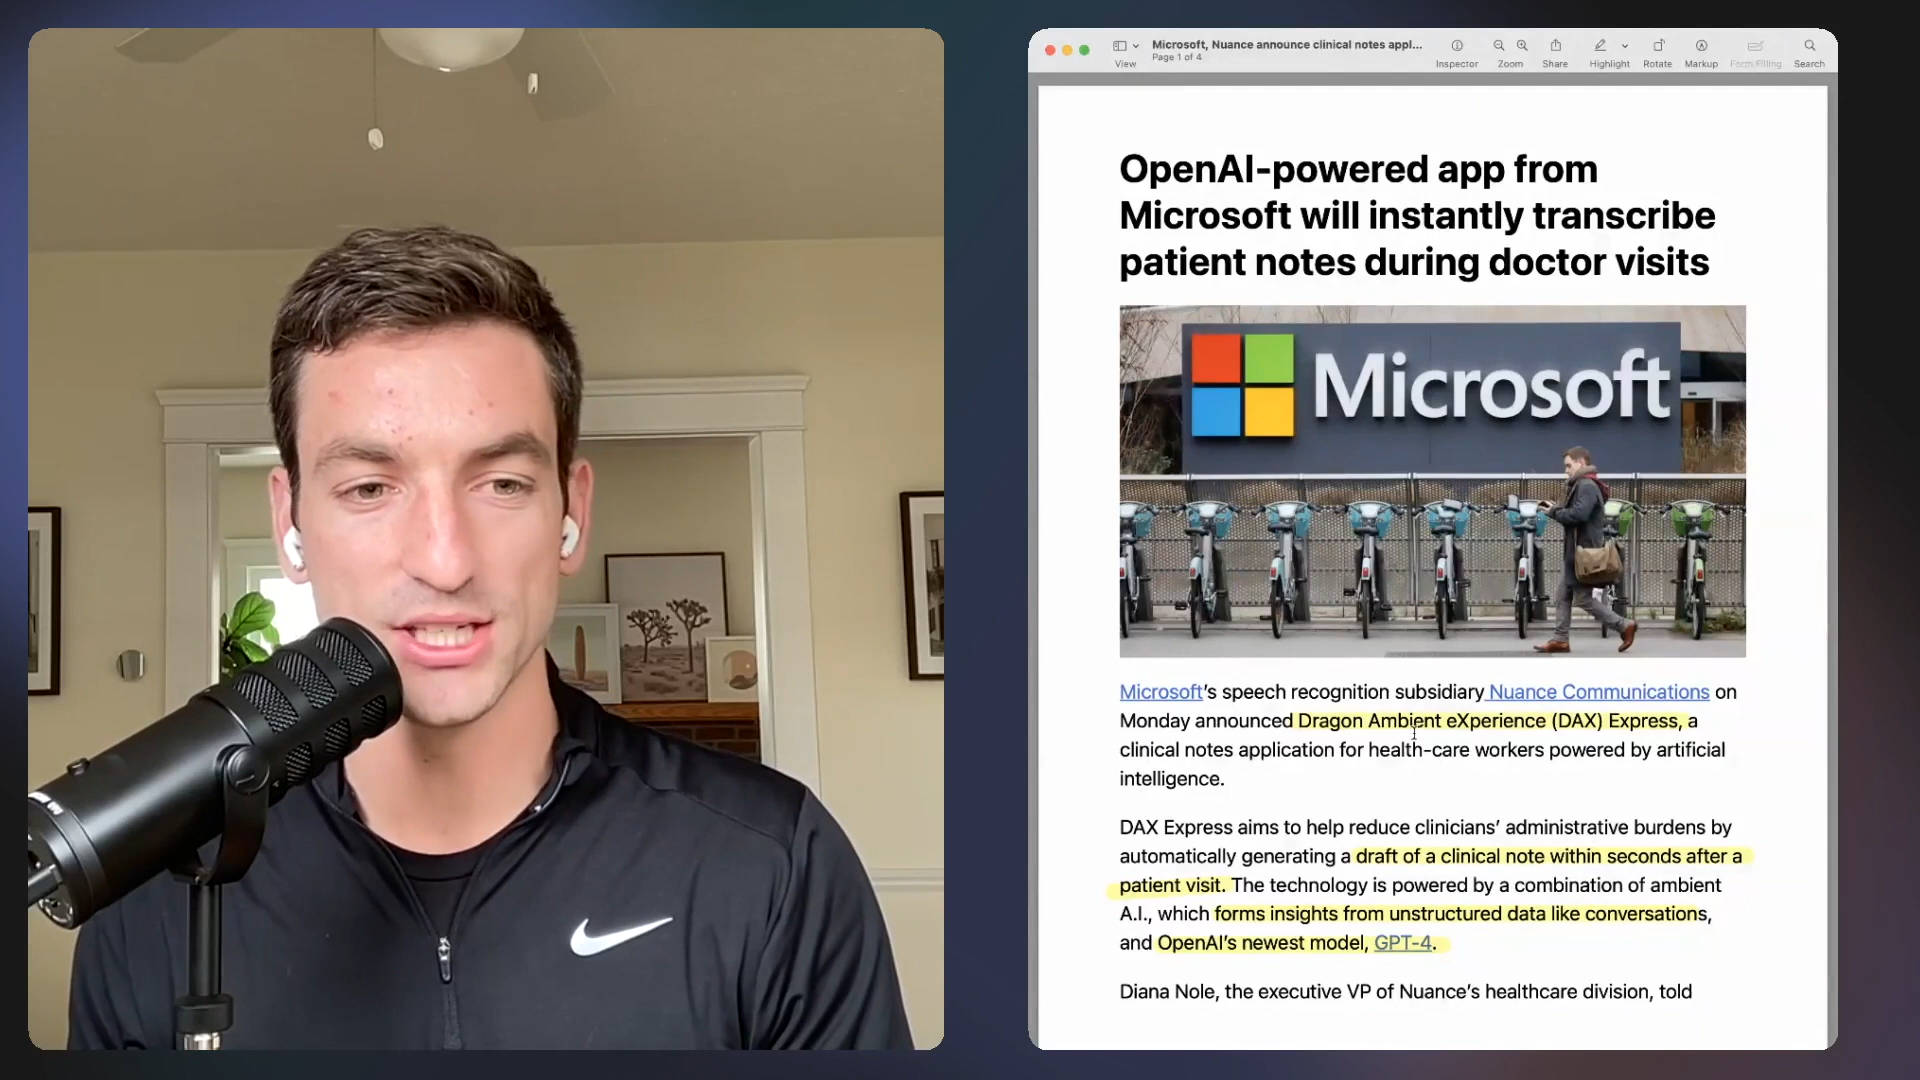 Microsoft, Nuance announce clinical notes appl...
Page 1 of 4
View
Inspector
Zoom
Share
Highlight
Rotate
Markup
Form Filling
Search
OpenAI-powered app from
Microsoft will instantly transcribe
patient notes during doctor visits
Microsoft
Microsoft's speech recognition subsidiary Nuance Communications on
Monday announced Dragon Ambient eXperience (DAX) Express, a
clinical notes application for health-care workers powered by artificial
intelligence.
DAX Express aims to help reduce clinicians' administrative burdens by
automatically generating a draft of a clinical note within seconds after a
patient visit. The technology is powered by a combination of ambient
A.I., which forms insights from unstructured data like conversations,
and OpenAI's newest model, GPT-4.
Diana Nole, the executive VP of Nuance's healthcare division, told